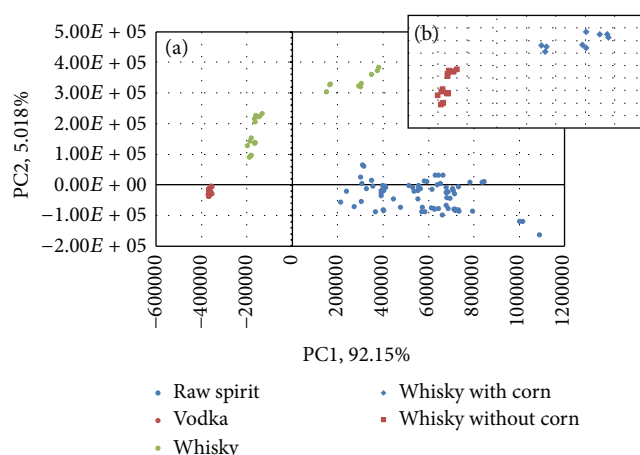 (a)
(b)
5.00E + 05
4.00E + 05
3.00E + 05
2.00E + 05
1.00E + 05
0.00E + 00
−1.00E + 05
−2.00E + 05
PC2, 5.018%
−600000
−400000
−200000
0
200000
400000
600000
800000
1000000
1200000
PC1, 92.15%
Raw spirit
Vodka
Whisky
Whisky with corn
Whisky without corn